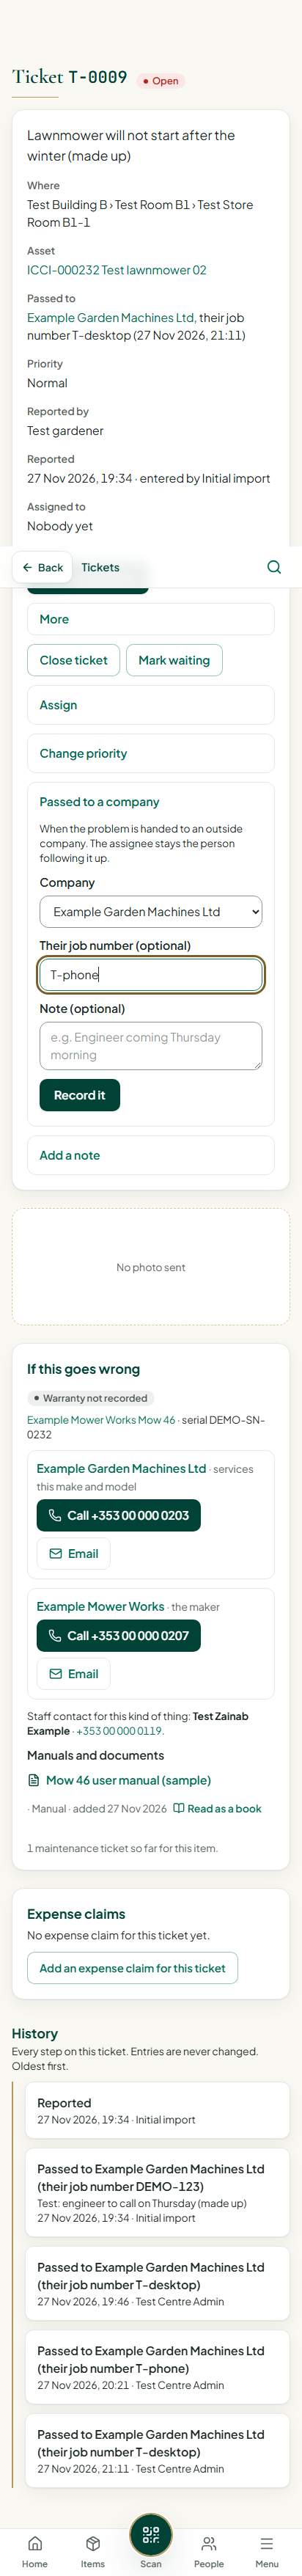 Ticket T-0009
Open
Lawnmower will not start after the
winter (made up)
Where
Test Building B › Test Room B1 › Test Store
Room B1-1
Asset
ICCI-000232 Test lawnmower 02
Passed to
Example Garden Machines Ltd, their job
number T-desktop (27 Nov 2026, 21:11)
Priority
Normal
Reported by
Test gardener
Reported
27 Nov 2026, 19:34 · entered by Initial import
Assigned to
Nobody yet
Back
Tickets
More
Close ticket
Mark waiting
Assign
Change priority
Passed to a company
When the problem is handed to an outside
company. The assignee stays the person
following it up.
Company
Example Garden Machines Ltd
Their job number (optional)
T-phone
Note (optional)
e.g. Engineer coming Thursday
morning
Record it
Add a note
No photo sent
If this goes wrong
Warranty not recorded
Example Mower Works Mow 46 · serial DEMO-SN-
0232
Example Garden Machines Ltd · services
this make and model
Call +353 00 000 0203
Email
Example Mower Works · the maker
Call +353 00 000 0207
Email
Staff contact for this kind of thing: Test Zainab
Example · +353 00 000 0119.
Manuals and documents
Mow 46 user manual (sample)
· Manual · added 27 Nov 2026 Read as a book
1 maintenance ticket so far for this item.
Expense claims
No expense claim for this ticket yet.
Add an expense claim for this ticket
History
Every step on this ticket. Entries are never changed.
Oldest first.
Reported
27 Nov 2026, 19:34 · Initial import
Passed to Example Garden Machines Ltd
(their job number DEMO-123)
Test: engineer to call on Thursday (made up)
27 Nov 2026, 19:34 · Initial import
Passed to Example Garden Machines Ltd
(their job number T-desktop)
27 Nov 2026, 19:46 · Test Centre Admin
Passed to Example Garden Machines Ltd
(their job number T-phone)
27 Nov 2026, 20:21 · Test Centre Admin
Passed to Example Garden Machines Ltd
(their job number T-desktop)
27 Nov 2026, 21:11 · Test Centre Admin
Home
Items
Scan
People
Menu